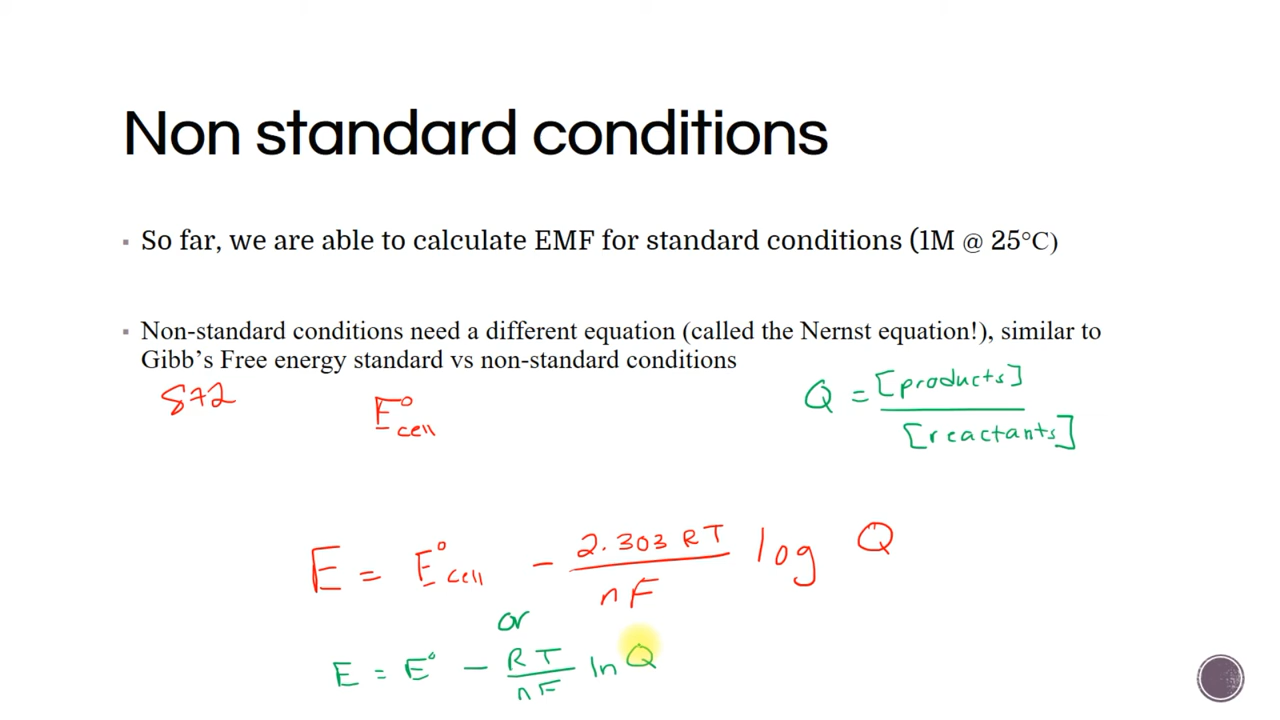 Non standard conditions
So far, we are able to calculate EMF for standard conditions (1M @ 25°C)
Non-standard conditions need a different equation (called the Nernst equation!), similar to
Gibb's Free energy standard vs non-standard conditions
872
E°cell
Q = [products] / [reactants]
E = E°cell - 2.303 RT / nF log Q
or
E = E° - RT / nF ln Q